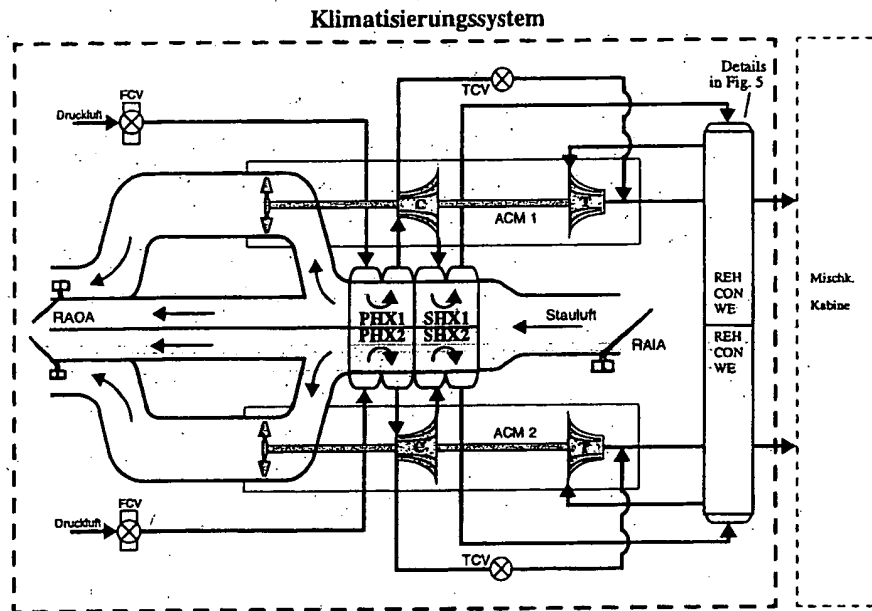 Klimatisierungssystem
Details
in Fig. 5
FCV
TCV
Druckluft
C
ACM 1
T
REH
CON
WE
Mischk.
Kabine
RAOA
PHX1
SHX1
Stauluft
PHX2
SHX2
RAIA
REH
CON
WE
ACM 2
C
T
FCV
Druckluft
TCV